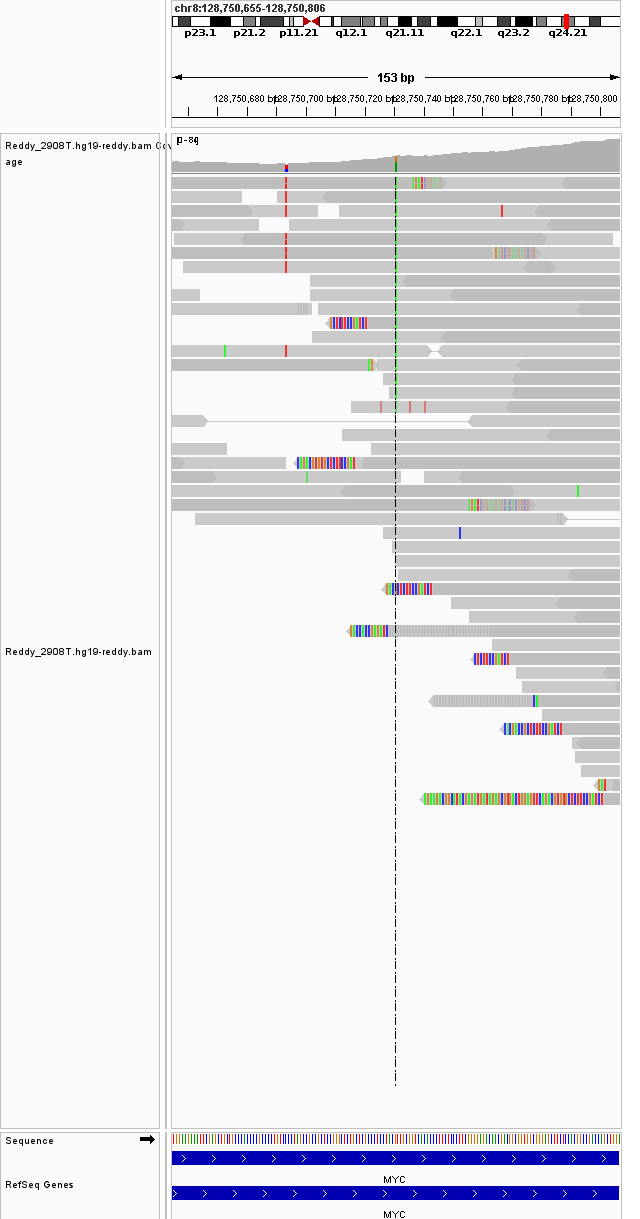 chr8:128,750,655-128,750,806
p23.1 p21.2 p11.21 q12.1 q21.11 q22.1 q23.2 q24.21
153 bp
128,750,680 bp 128,750,700 bp 128,750,720 bp 128,750,740 bp 128,750,760 bp 128,750,780 bp 128,750,800
[0-84]
Reddy_2908T.hg19-reddy.bam Cov
age
Reddy_2908T.hg19-reddy.bam
Sequence
RefSeq Genes
MYC
MYC